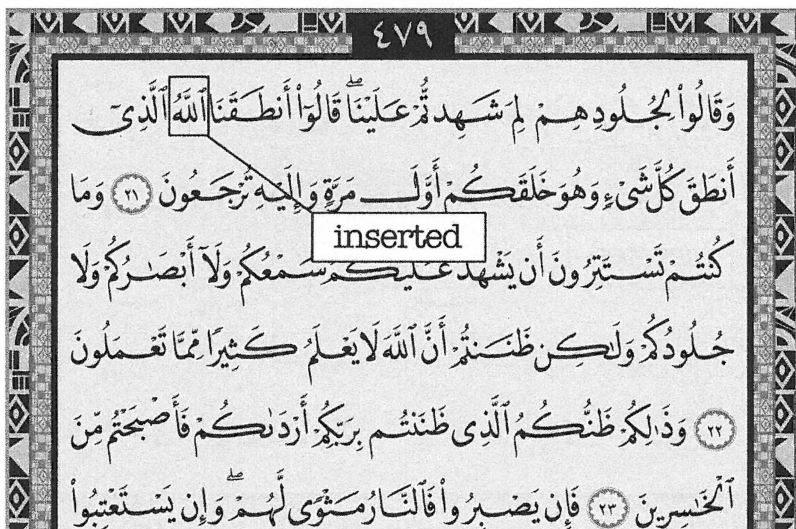 ٤٧٩
وَقَالُوا۟ لِجُلُودِهِمْ لِمَ شَهِدتُّمْ عَلَيْنَا ۖ قَالُوٓا۟ أَنطَقَنَا ٱللَّهُ ٱلَّذِىٓ
أَنطَقَ كُلَّ شَىْءٍ وَهُوَ خَلَقَكُمْ أَوَّلَ مَرَّةٍ وَإِلَيْهِ تُرْجَعُونَ ٢١ وَمَا
inserted
كُنتُمْ تَسْتَتِرُونَ أَن يَشْهَدَ عَلَيْكُمْ سَمْعُكُمْ وَلَآ أَبْصَـٰرُكُمْ وَلَا
جُلُودُكُمْ وَلَـٰكِن ظَنَنتُمْ أَنَّ ٱللَّهَ لَا يَعْلَمُ كَثِيرًا مِّمَّا تَعْمَلُونَ
٢٢ وَذَٰلِكُمْ ظَنُّكُمُ ٱلَّذِى ظَنَنتُم بِرَبِّكُمْ أَرْدَىٰكُمْ فَأَصْبَحْتُم مِّنَ
ٱلْخَـٰسِرِينَ ٢٣ فَإِن يَصْبِرُوا۟ فَٱلنَّارُ مَثْوًى لَّهُمْ ۖ وَإِن يَسْتَعْتِبُوا۟